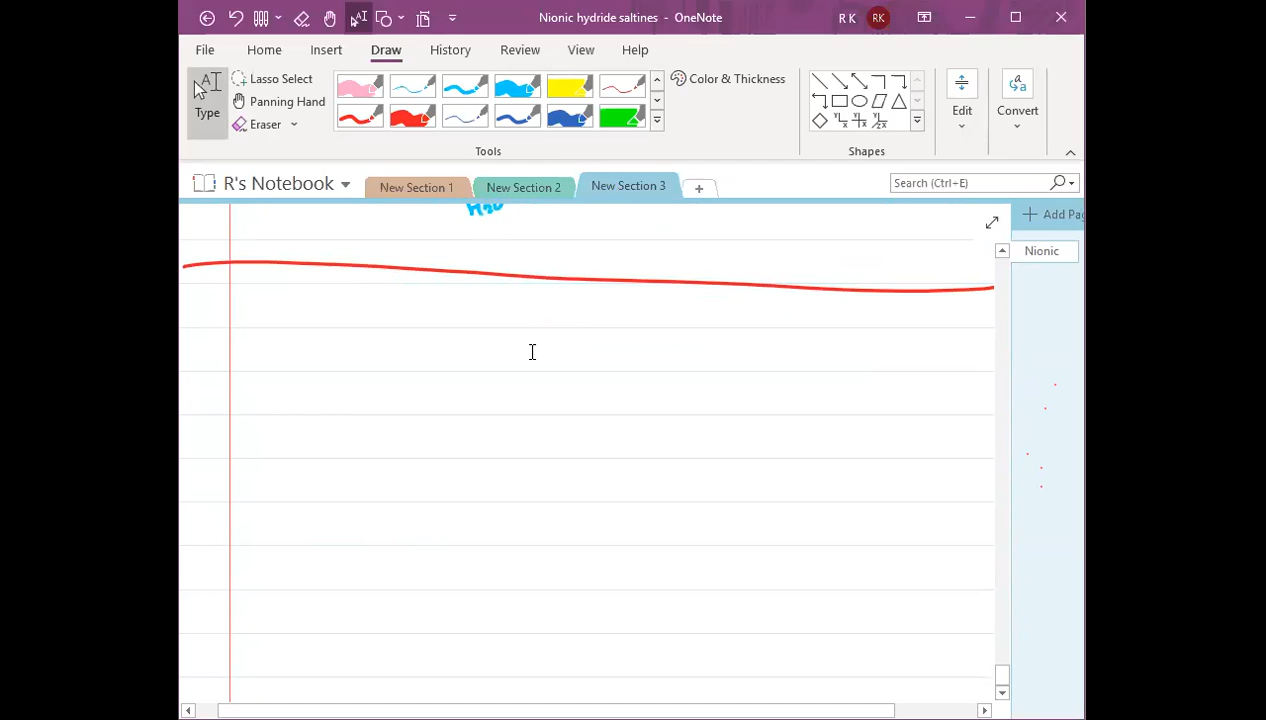 Nionic hydride saltines - OneNote
R K
RK
File
Home
Insert
Draw
History
Review
View
Help
AI
Type
Lasso Select
Panning Hand
Eraser
Color & Thickness
Edit
a
Convert
Tools
Shapes
R's Notebook
New Section 1
New Section 2
New Section 3
Search (Ctrl+E)
Add Pag
Nionic